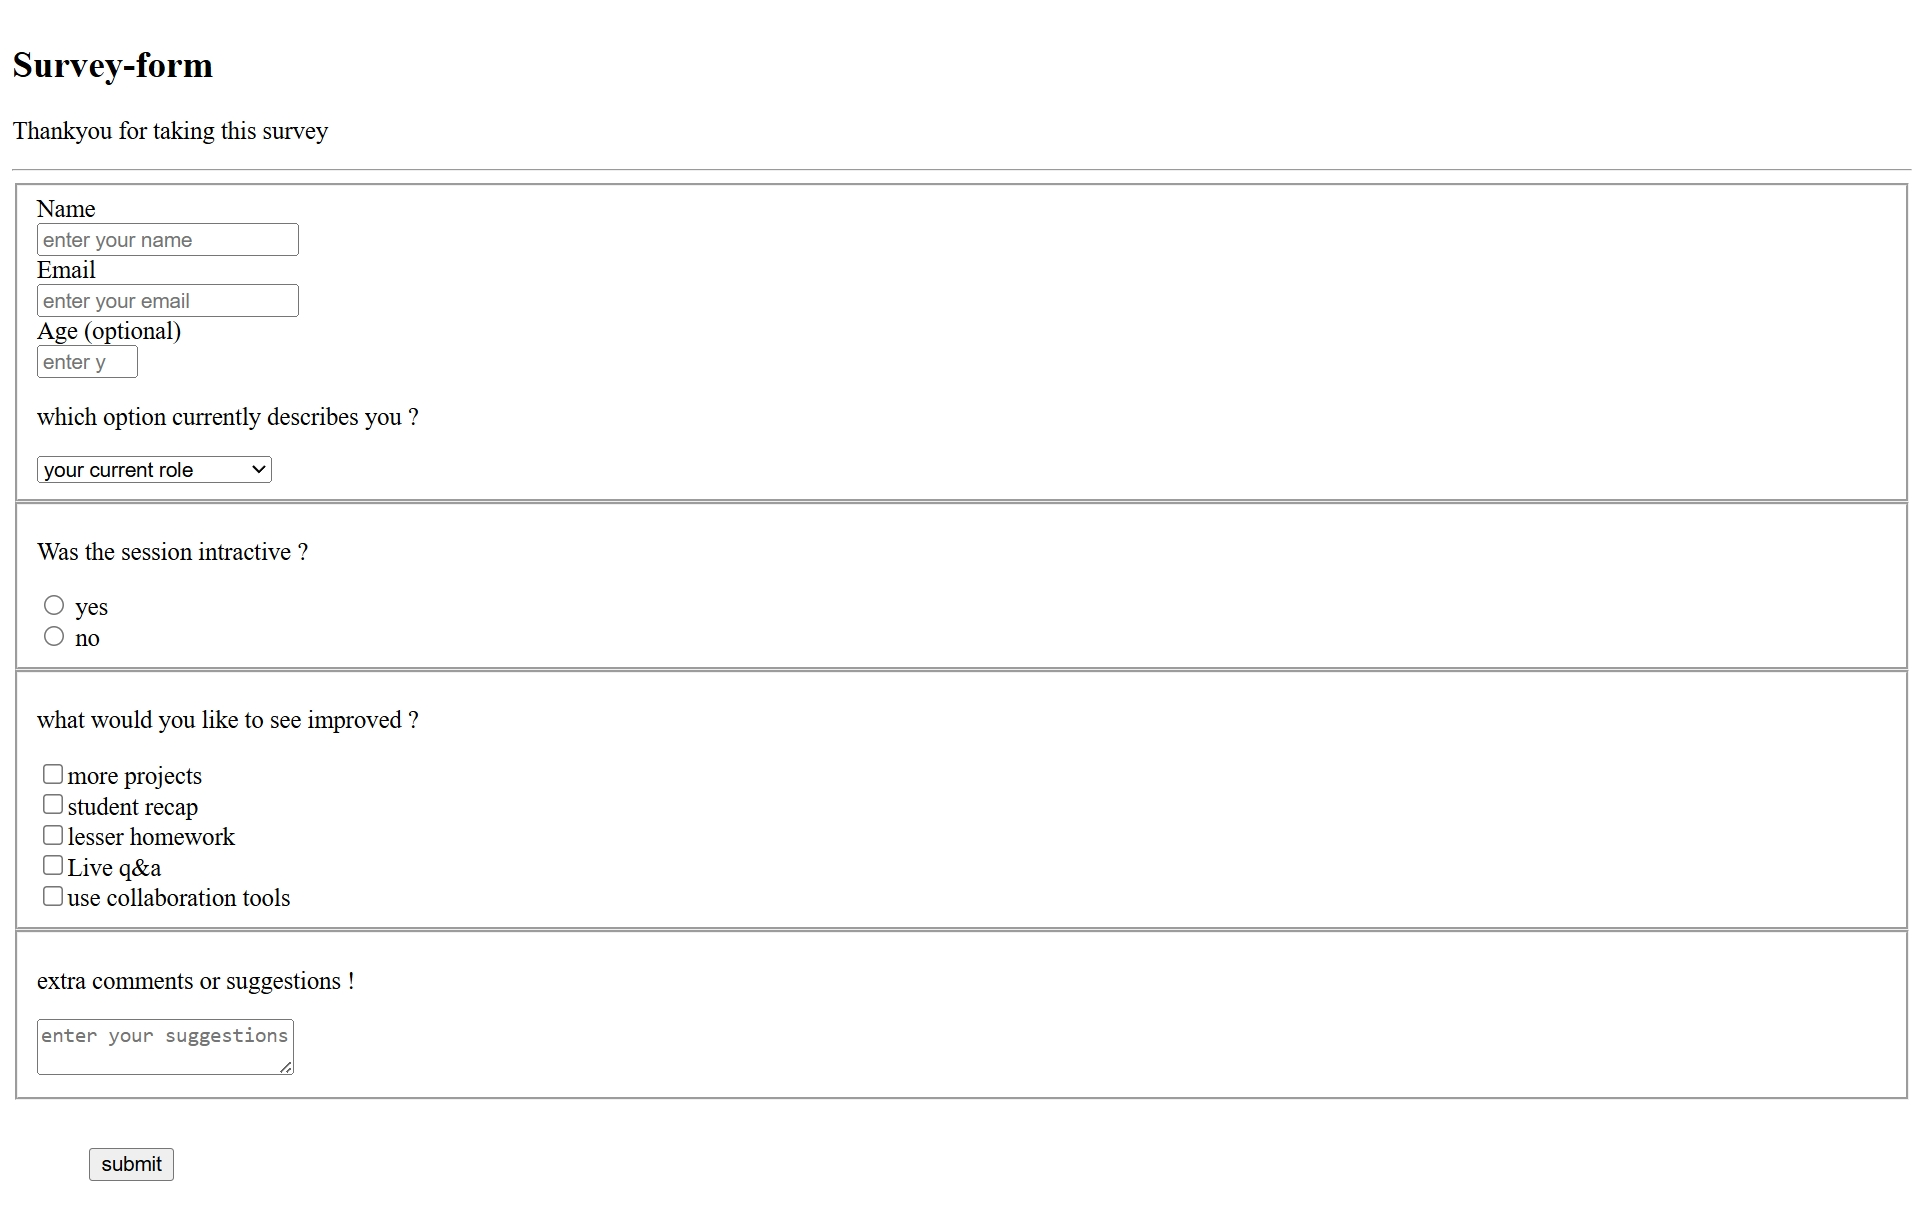 Survey-form
Thankyou for taking this survey
Name
enter your name
Email
enter your email
Age (optional)
enter y
which option currently describes you ?
your current role
Was the session intractive ?
yes
no
what would you like to see improved ?
more projects
student recap
lesser homework
Live q&a
use collaboration tools
extra comments or suggestions !
enter your suggestions
submit